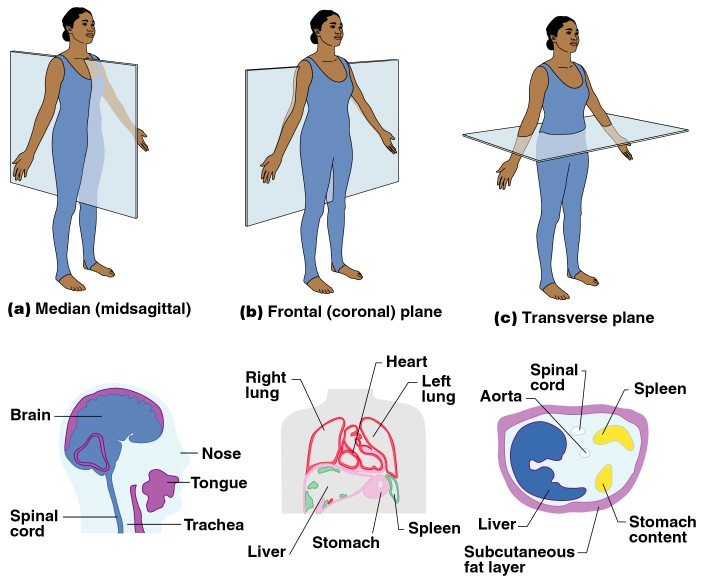 (a) Median (midsagittal)
(b) Frontal (coronal) plane
(c) Transverse plane
Brain
Nose
Tongue
Spinal
cord
Trachea
Heart
Right
lung
Left
lung
Liver
Stomach
Spleen
Spinal
cord
Aorta
Spleen
Liver
Subcutaneous
fat layer
Stomach
content